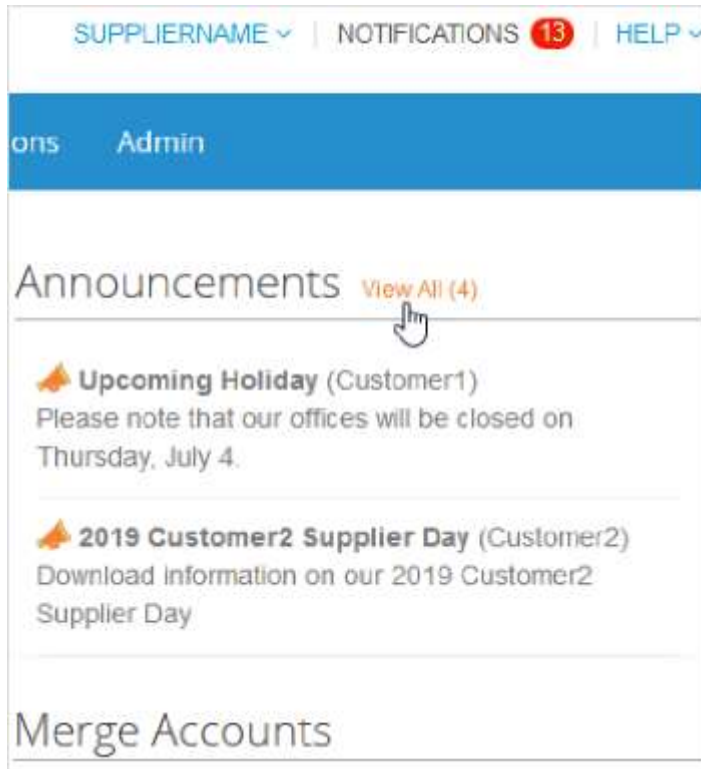 SUPPLIERNAME NOTIFICATIONS 13 HELP
ons Admin
Announcements View All (4)
Upcoming Holiday (Customer1)
Please note that our offices will be closed on
Thursday, July 4.
2019 Customer2 Supplier Day (Customer2)
Download information on our 2019 Customer2
Supplier Day
Merge Accounts